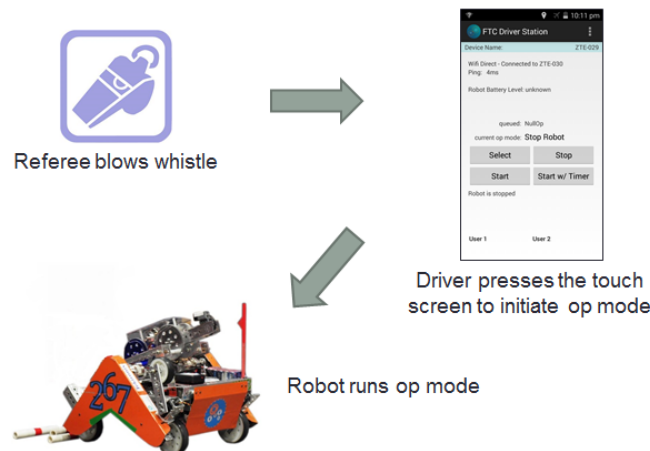 Referee blows whistle
10:11 pm
FTC Driver Station
Device Name: ZTE-029
Wifi Direct - Connected to ZTE-030
Ping: 4ms
Robot Battery Level: unknown
queued: NullOp
current op mode: Stop Robot
Select Stop
Start Start w/ Timer
Robot is stopped
User 1 User 2
Driver presses the touch
screen to initiate op mode
267
Robot runs op mode